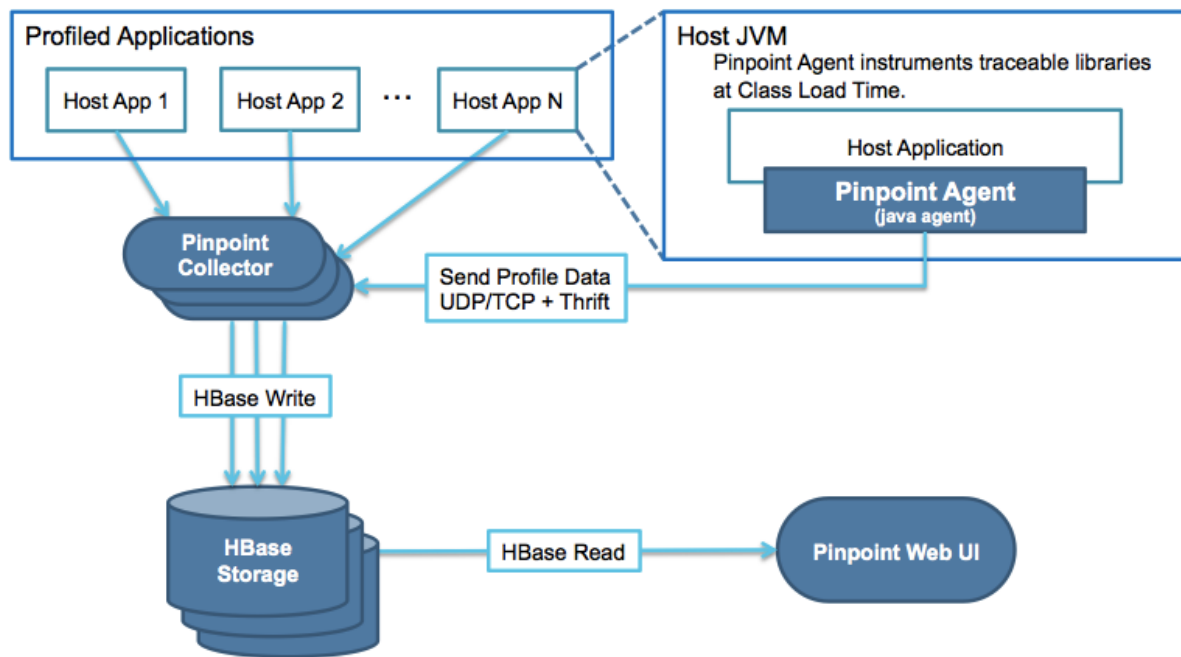 Profiled Applications
Host App 1
Host App 2
...
Host App N
Host JVM
Pinpoint Agent instruments traceable libraries
at Class Load Time.
Host Application
Pinpoint Agent
(java agent)
Pinpoint
Collector
Send Profile Data
UDP/TCP + Thrift
HBase Write
HBase
Storage
HBase Read
Pinpoint Web UI